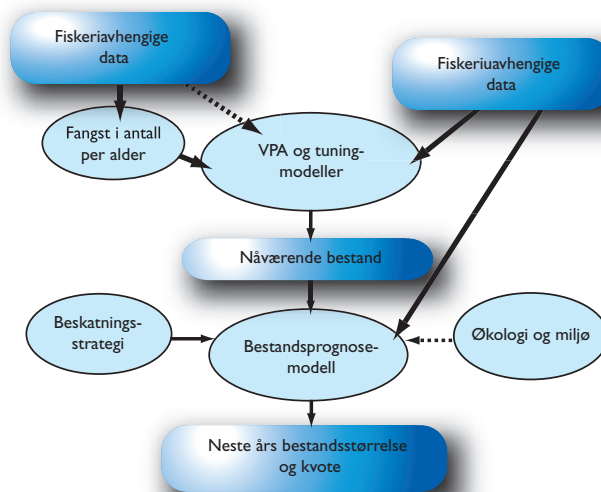 Fiskeriavhengige
data
Fiskeriuavhengige
data
Fangst i antall
per alder
VPA og tuning-
modeller
Nåværende bestand
Beskatnings-
strategi
Bestandsprognose-
modell
Økologi og miljø
Neste års bestandsstørrelse
og kvote